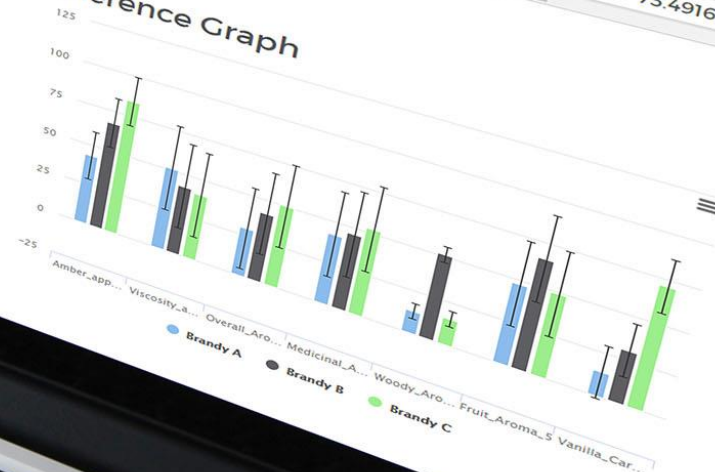 73.4916
erence Graph
125
100
75
50
25
0
-25
Amber_app...
Viscosity_a...
Overall_Aro...
Medicinal_A...
Woody_Aro...
Fruit_Aroma_S
Vanilla_Car...
Brandy A
Brandy B
Brandy C